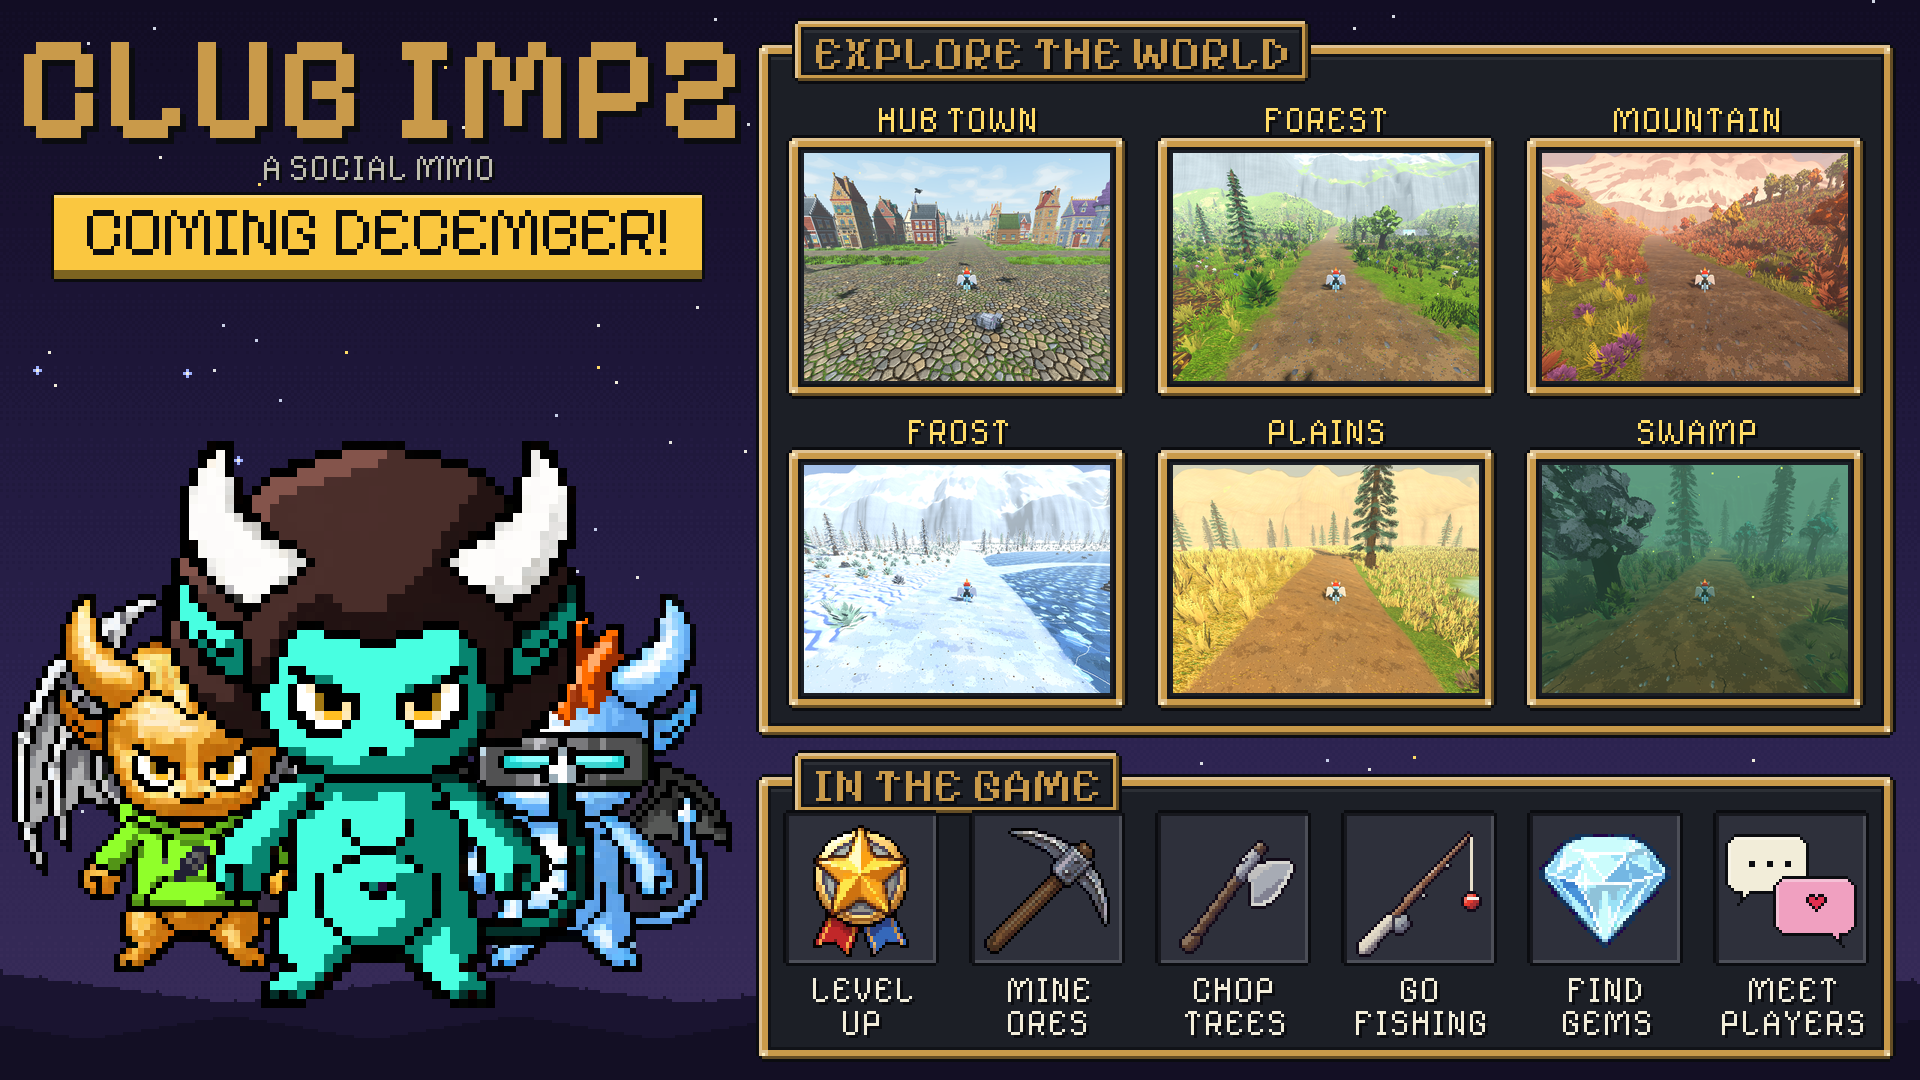 CLUB IMPZ
A SOCIAL MMO
COMING DECEMBER!
EXPLORE THE WORLD
HUB TOWN
FOREST
MOUNTAIN
FROST
PLAINS
SWAMP
IN THE GAME
LEVEL
UP
MINE
ORES
CHOP
TREES
GO
FISHING
FIND
GEMS
MEET
PLAYERS